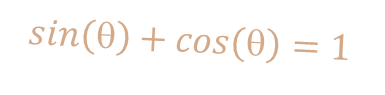 sin(θ) + cos(θ) = 1